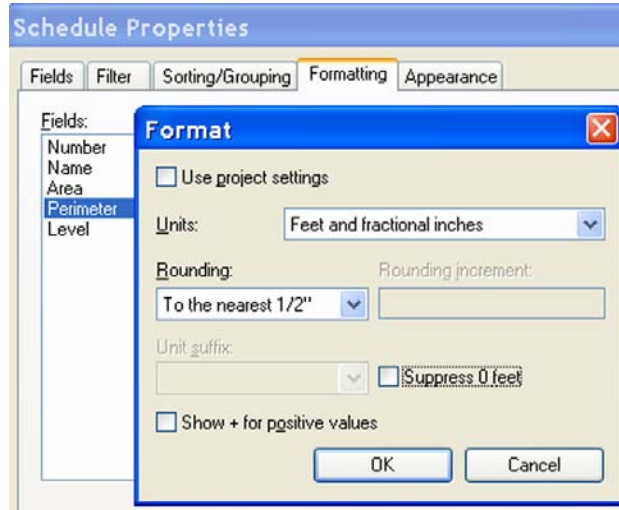 Schedule Properties
Fields Filter Sorting/Grouping Formatting Appearance
Fields:
Number
Name
Area
Perimeter
Level
Format
Use project settings
Units: Feet and fractional inches
Rounding: Rounding increment:
To the nearest 1/2"
Unit suffix:
Suppress 0 feet
Show + for positive values
OK Cancel